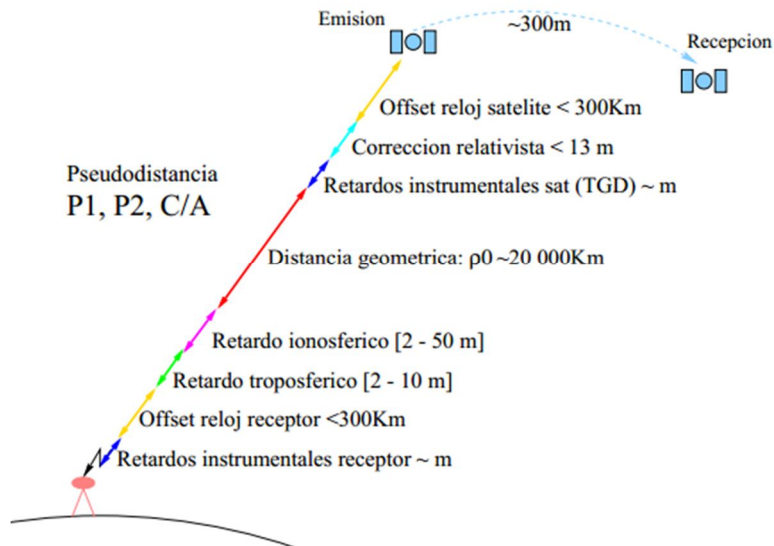 Emision
~300m
Recepcion
Offset reloj satelite < 300Km
Correccion relativista < 13 m
Pseudodistancia
Retardos instrumentales sat (TGD) ~ m
P1, P2, C/A
Distancia geometrica: ρ0 ~20 000Km
Retardo ionosferico [2 - 50 m]
Retardo troposferico [2 - 10 m]
Offset reloj receptor <300Km
Retardos instrumentales receptor ~ m